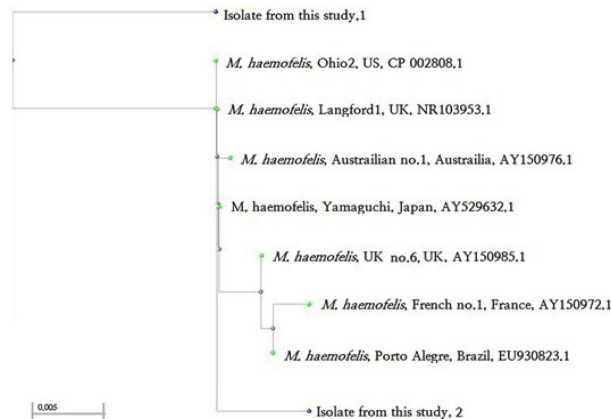 Isolate from this study,1
M. haemofelis, Ohio2, US, CP 002808.1
M. haemofelis, Langford1, UK, NR103953.1
M. haemofelis, Austrailian no.1, Austrailia, AY150976.1
M. haemofelis, Yamaguchi, Japan, AY529632.1
M. haemofelis, UK no.6, UK, AY150985.1
M. haemofelis, French no.1, France, AY150972.1
M. haemofelis, Porto Alegre, Brazil, EU930823.1
Isolate from this study, 2
0,005